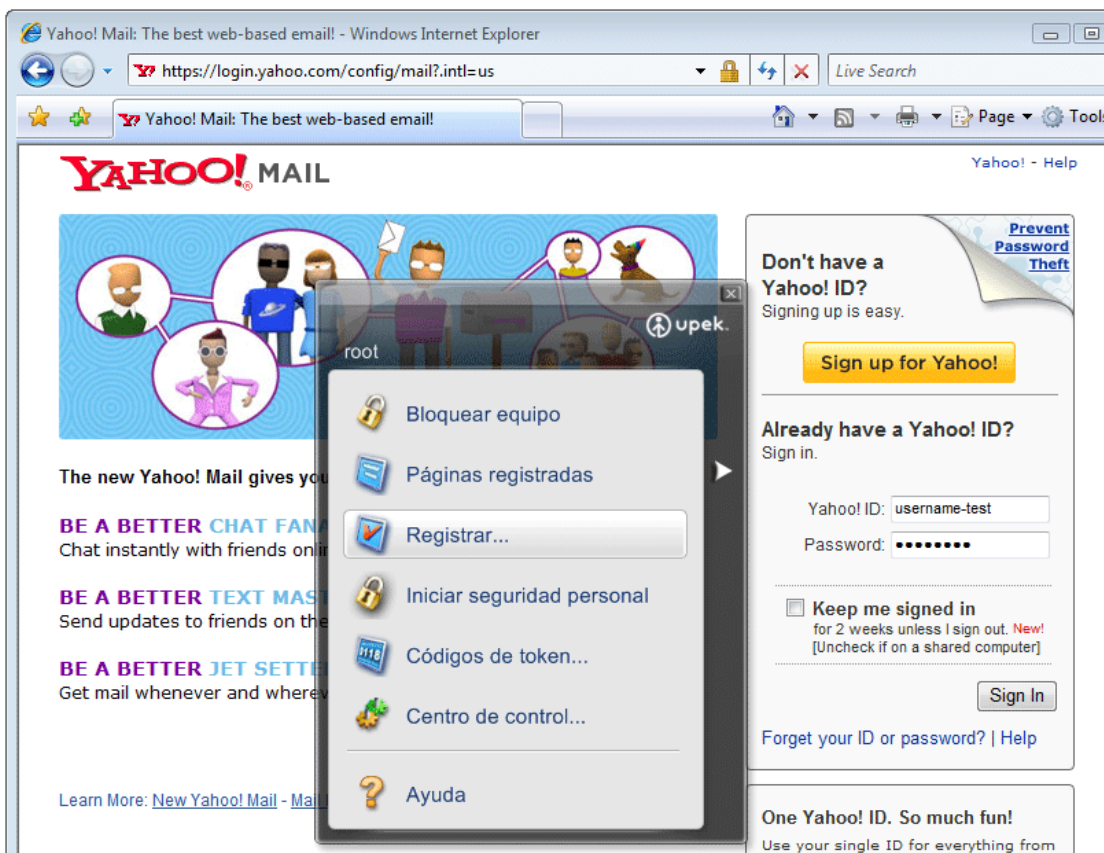 Yahoo! Mail: The best web-based email! - Windows Internet Explorer
https://login.yahoo.com/config/mail?.intl=us
Live Search
Yahoo! Mail: The best web-based email!
Page
Tools
YAHOO! MAIL
Yahoo! - Help
Prevent
Password
Theft
Don't have a
Yahoo! ID?
Signing up is easy.
Sign up for Yahoo!
Already have a Yahoo! ID?
Sign in.
Yahoo! ID: username-test
Password: ••••••••
Keep me signed in
for 2 weeks unless I sign out. New!
[Uncheck if on a shared computer]
Sign In
Forget your ID or password? | Help
One Yahoo! ID. So much fun!
Use your single ID for everything from
The new Yahoo! Mail gives you
BE A BETTER CHAT FANA
Chat instantly with friends onlin
BE A BETTER TEXT MAST
Send updates to friends on the
BE A BETTER JET SETTE
Get mail whenever and wherev
Learn More: New Yahoo! Mail - Mail
upek.
root
Bloquear equipo
Páginas registradas
Registrar...
Iniciar seguridad personal
Códigos de token...
Centro de control...
Ayuda